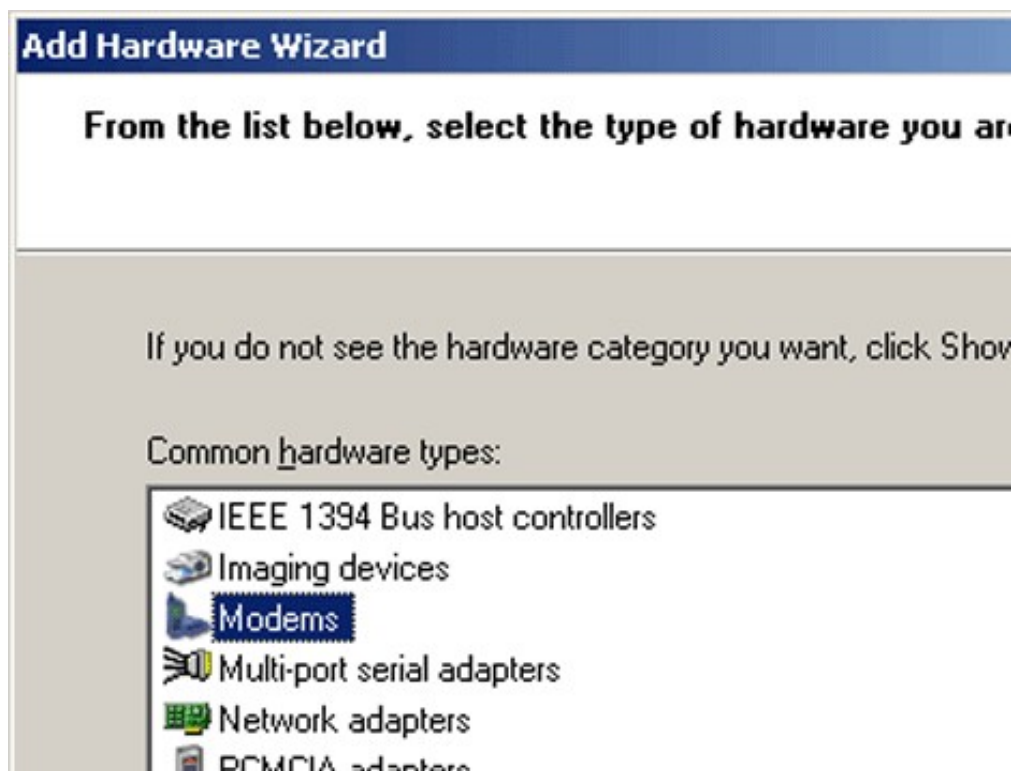 Add Hardware Wizard
From the list below, select the type of hardware you
If you do not see the hardware category you want, click
Common hardware types:
IEEE 1394 Bus host controllers
Imaging devices
Modems
Multi-port serial adapters
Network adapters
PCMCIA adapters